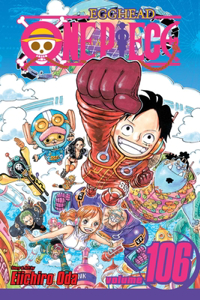 EGGHEAD
ONE PIECE
Eiichiro Oda
volume
106